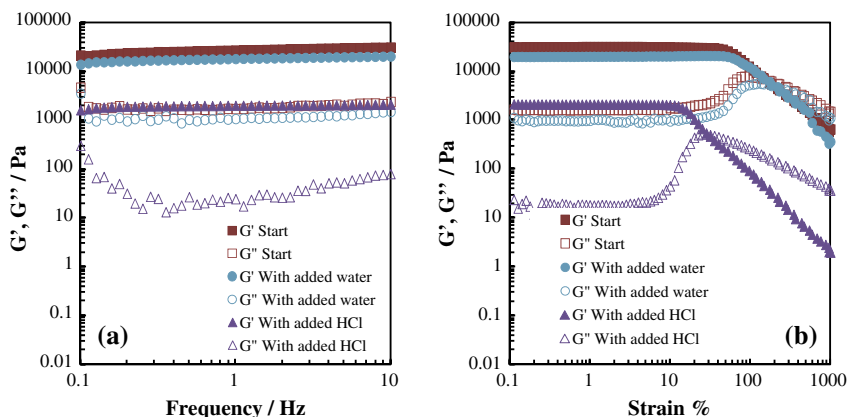 100000
10000
1000
100
10
1
0.1
0.01
G', G'' / Pa
G' Start
G" Start
G' With added water
G" With added water
G' With added HCl
G" With added HCl
(a)
0.1
1
10
Frequency / Hz
100000
10000
1000
100
10
1
0.1
0.01
G', G'' / Pa
G' Start
G" Start
G' With added water
G" With added water
G' With added HCl
G" With added HCl
(b)
0.1
1
10
100
1000
Strain %